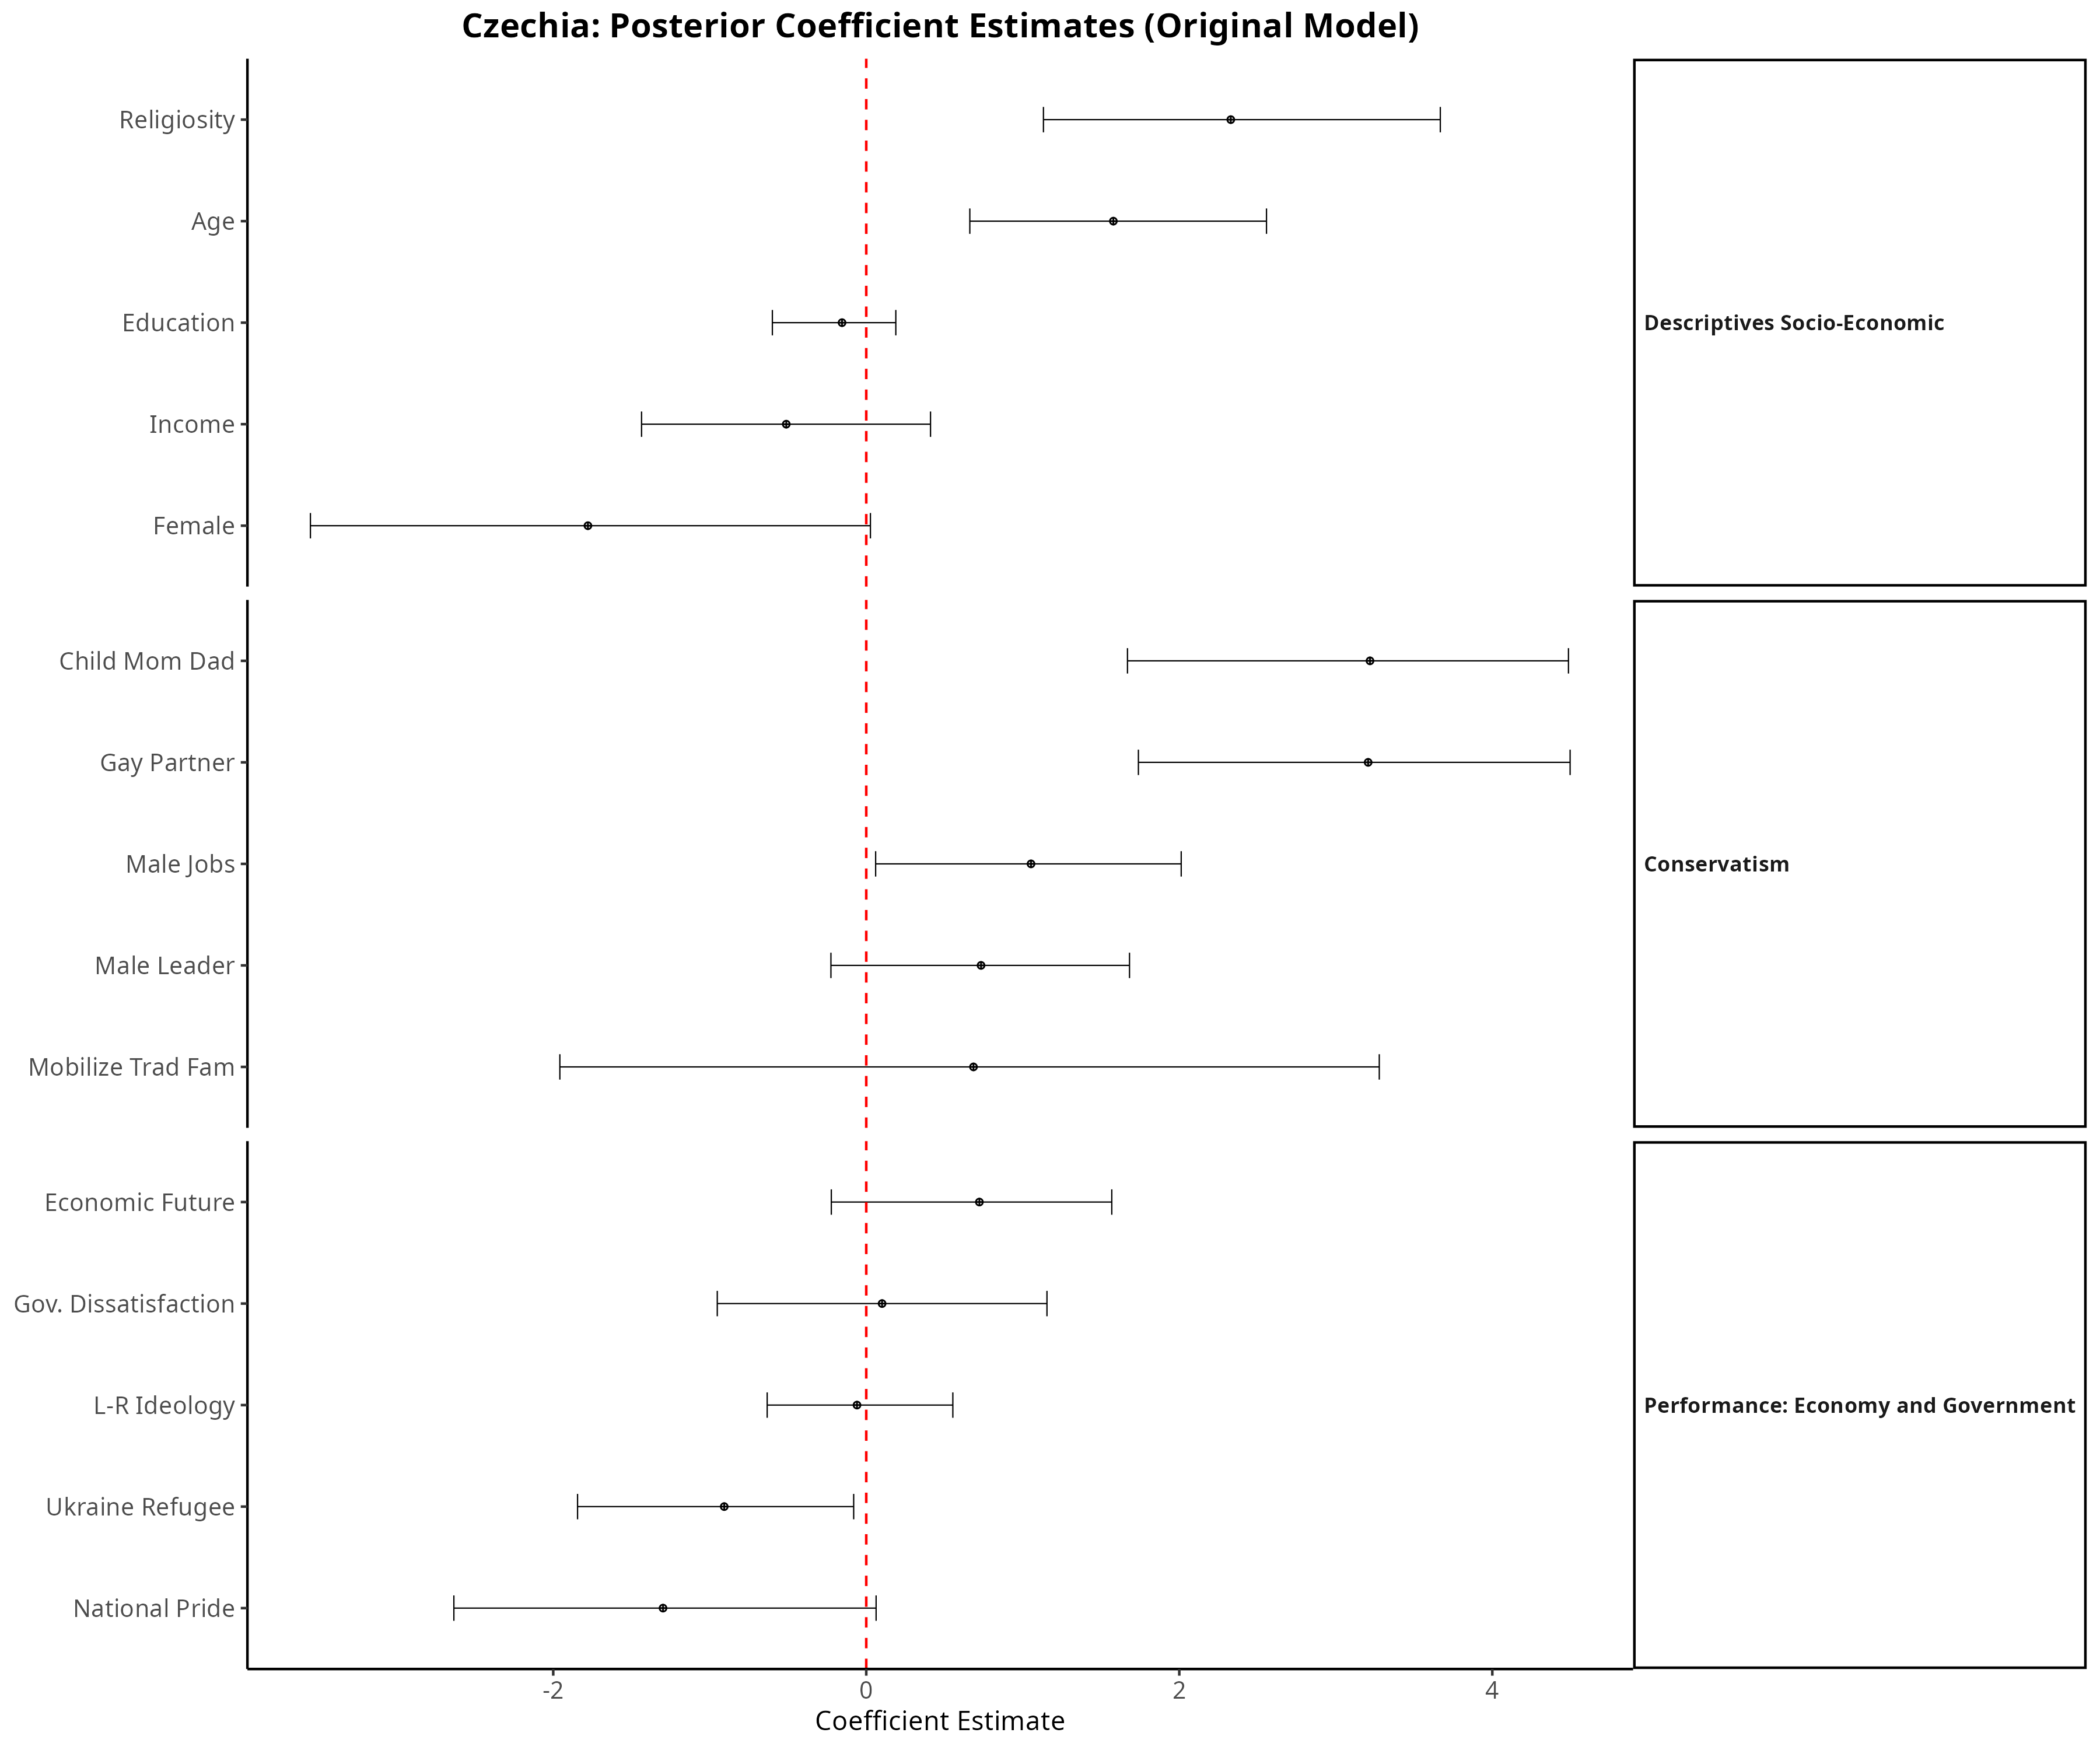 Czechia: Posterior Coefficient Estimates (Original Model)
Religiosity
Age
Education
Income
Female
Descriptives Socio-Economic
Child Mom Dad
Gay Partner
Male Jobs
Male Leader
Mobilize Trad Fam
Conservatism
Economic Future
Gov. Dissatisfaction
L-R Ideology
Ukraine Refugee
National Pride
Performance: Economy and Government
-2 0 2 4
Coefficient Estimate